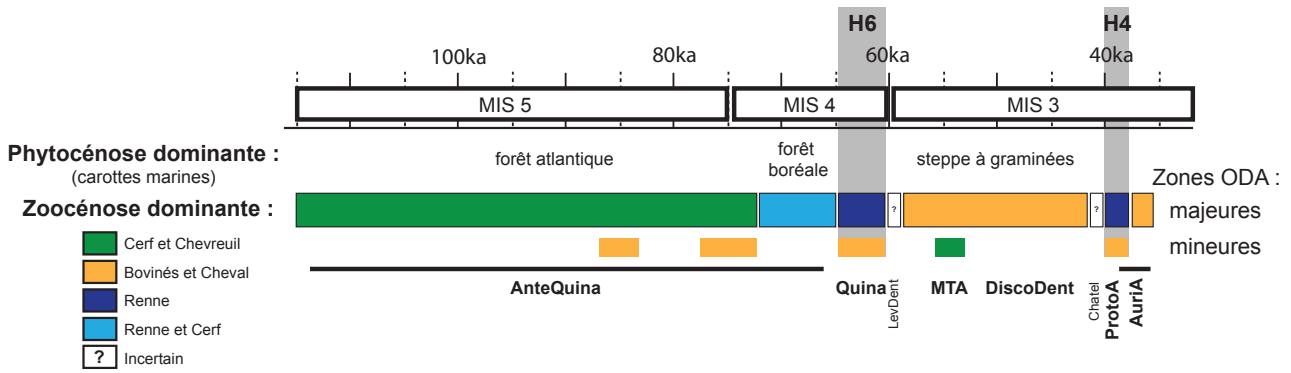 H6
H4
100ka
80ka
60ka
40ka
MIS 5
MIS 4
MIS 3
Phytocénose dominante :
(carottes marines)
forêt atlantique
forêt
boréale
steppe à graminées
Zones ODA :
Zoocénose dominante :
?
?
majeures
mineures
Cerf et Chevreuil
Bovinés et Cheval
Renne
Renne et Cerf
?
Incertain
AnteQuina
Quina
LevDent
MTA
DiscoDent
Chatel
ProtoA
AuriA